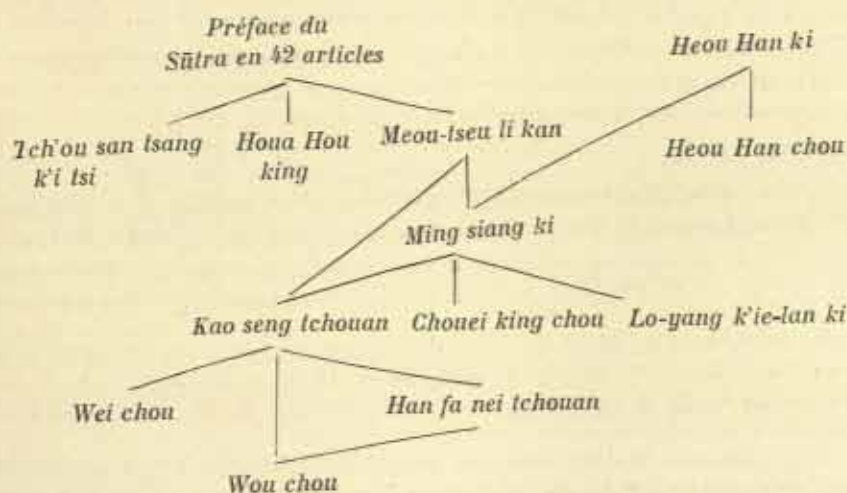 Préface du
Sūtra en 42 articles
Heou Han ki
Tch'ou san tsang
k'i tsi
Houa Hou
king
Meou-tseu li kan
Heou Han chou
Ming siang ki
Kao seng tchouan
Chouei king chou
Lo-yang k'ie-lan ki
Wei chou
Han fa nei tchouan
Wou chou